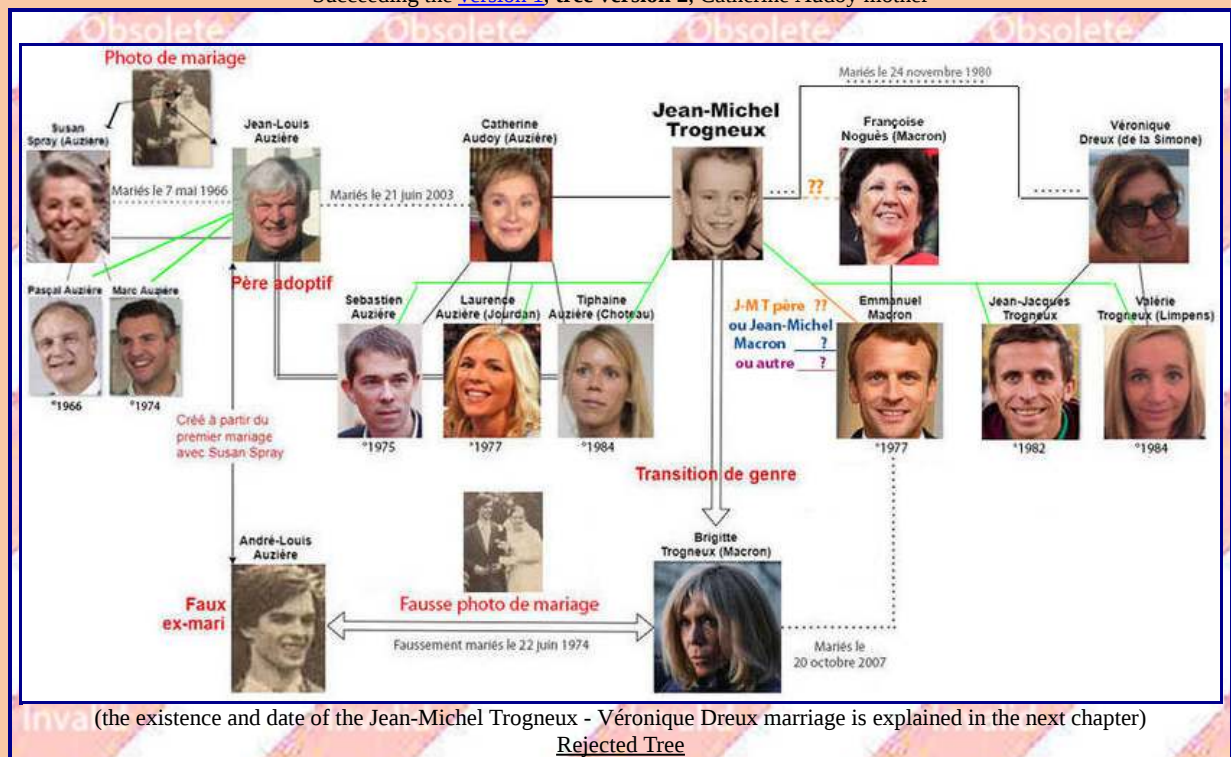 Succeeding the version 1, tree version 2, Catherine Audoy mother
Obsolete Obsolete Obsolete Obsolete
Photo de mariage
Mariés le 24 novembre 1980
Susan
Spray (Auzière)
Jean-Louis
Auzière
Catherine
Audoy (Auzière)
Jean-Michel
Trogneux
Françoise
Noguès (Macron)
Véronique
Dreux (de la Simone)
Mariés le 7 mai 1966
Mariés le 21 juin 2003
??
Père adoptif
Pascal Auzière
Marc Auzière
Sebastien
Auzière
Laurence
Auzière (Jourdan)
Tiphaine
Auzière (Choteau)
J-M T père ??
ou Jean-Michel
Macron ?
ou autre ?
Emmanuel
Macron
Jean-Jacques
Trogneux
Valérie
Trogneux (Limpens)
°1966
°1974
°1975
°1977
°1984
°1977
°1982
°1984
Créé à partir du
premier mariage
avec Susan Spray
Transition de genre
André-Louis
Auzière
Brigitte
Trogneux (Macron)
Faux
ex-mari
Fausse photo de mariage
Faussement mariés le 22 juin 1974
Mariés le
20 octobre 2007
(the existence and date of the Jean-Michel Trogneux - Véronique Dreux marriage is explained in the next chapter)
Rejected Tree